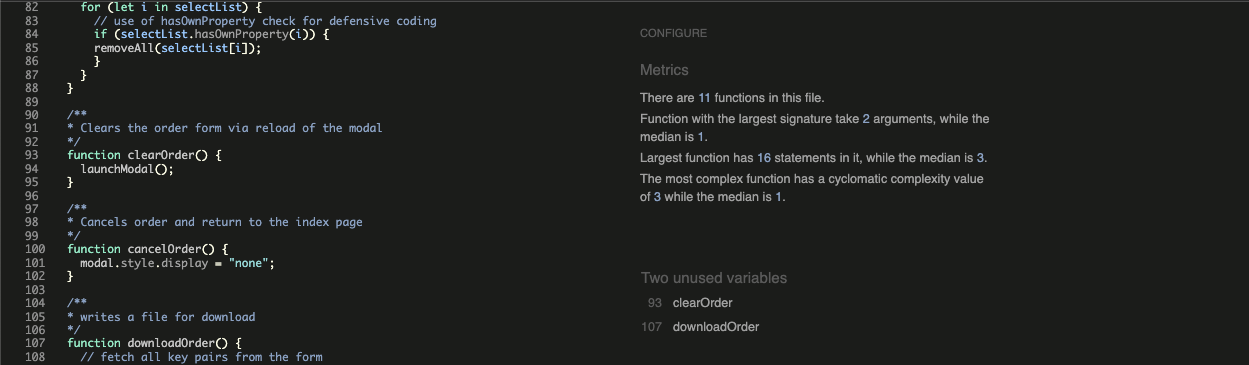 82 for (let i in selectList) {
83 // use of hasOwnProperty check for defensive coding
84 if (selectList.hasOwnProperty(i)) {
85 removeAll(selectList[i]);
86 }
87 }
88 }
89
90 /**
91 * Clears the order form via reload of the modal
92 */
93 function clearOrder() {
94 launchModal();
95 }
96
97 /**
98 * Cancels order and return to the index page
99 */
100 function cancelOrder() {
101 modal.style.display = "none";
102 }
103
104 /**
105 * writes a file for download
106 */
107 function downloadOrder() {
108 // fetch all key pairs from the form
CONFIGURE
Metrics
There are 11 functions in this file.
Function with the largest signature take 2 arguments, while the
median is 1.
Largest function has 16 statements in it, while the median is 3.
The most complex function has a cyclomatic complexity value
of 3 while the median is 1.
Two unused variables
93 clearOrder
107 downloadOrder